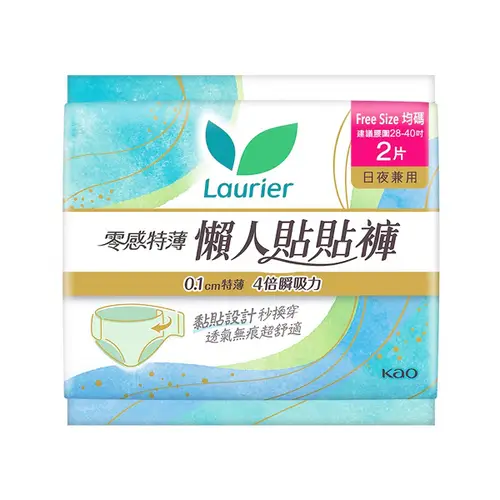 Free Size 均碼
建議腰圍28-40吋
2片
日夜兼用
Laurier
零感特薄 懶人貼貼褲
0.1cm特薄 4倍瞬吸力
黏貼設計秒換穿
透氣無痕超舒適
Kao